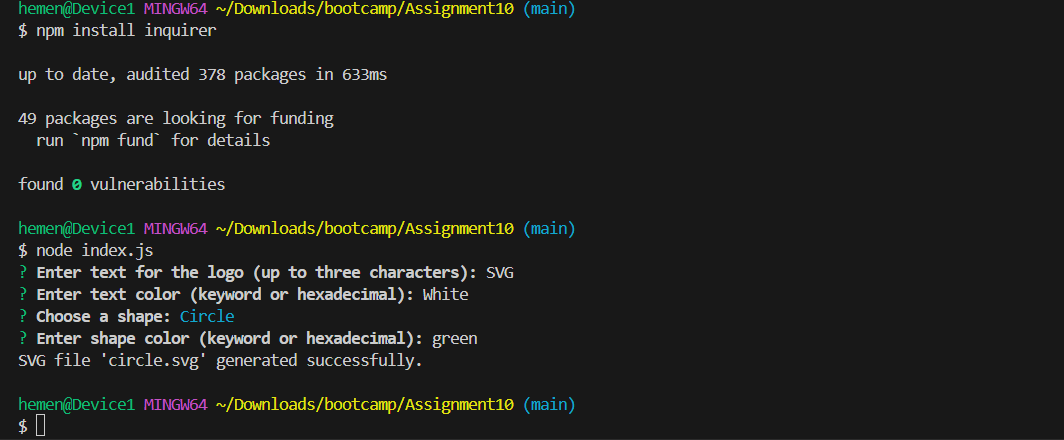 hemen@Device1 MINGW64 ~/Downloads/bootcamp/Assignment10 (main)
$ npm install inquirer
up to date, audited 378 packages in 633ms
49 packages are looking for funding
  run `npm fund` for details
found 0 vulnerabilities
hemen@Device1 MINGW64 ~/Downloads/bootcamp/Assignment10 (main)
$ node index.js
? Enter text for the logo (up to three characters): SVG
? Enter text color (keyword or hexadecimal): White
? Choose a shape: Circle
? Enter shape color (keyword or hexadecimal): green
SVG file 'circle.svg' generated successfully.
hemen@Device1 MINGW64 ~/Downloads/bootcamp/Assignment10 (main)
$